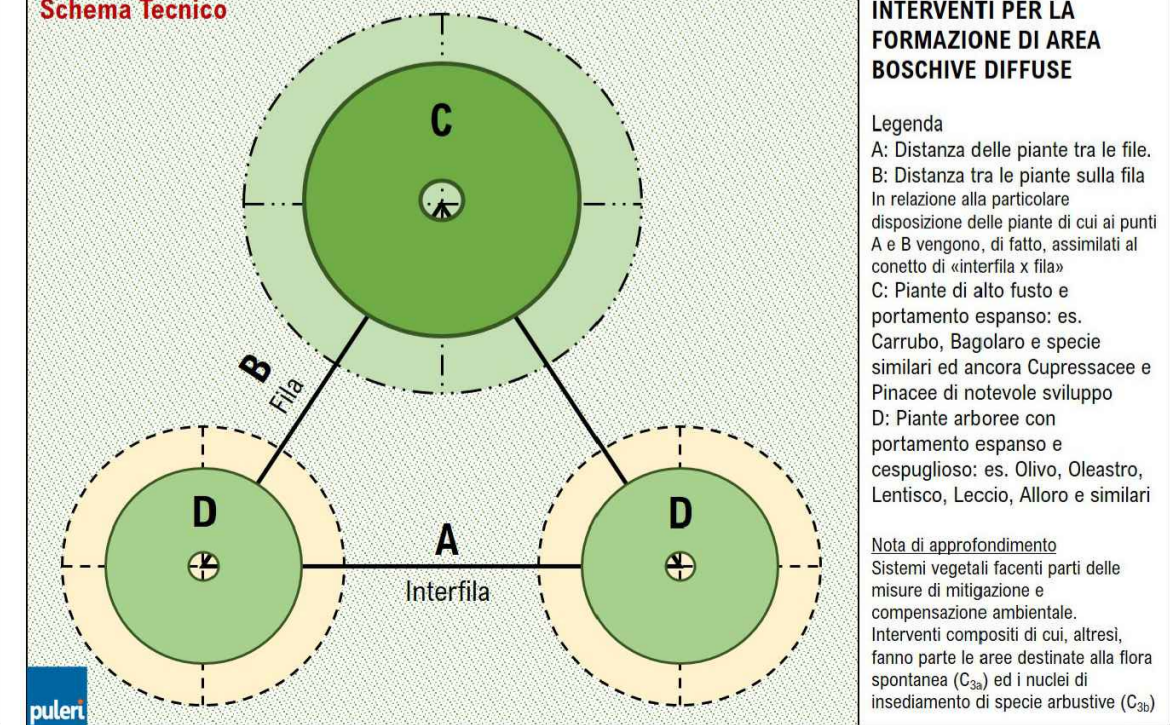 Schema Tecnico
C
B
Fila
D
D
A
Interfila
puleri
INTERVENTI PER LA
FORMAZIONE DI AREA
BOSCHIVE DIFFUSE
Legenda
A: Distanza delle piante tra le file.
B: Distanza tra le piante sulla fila
In relazione alla particolare
disposizione delle piante di cui ai punti
A e B vengono, di fatto, assimilati al
conetto di «interfila x fila»
C: Piante di alto fusto e
portamento espanso: es.
Carrubo, Bagolaro e specie
similari ed ancora Cupressacee e
Pinacee di notevole sviluppo
D: Piante arboree con
portamento espanso e
cespuglioso: es. Olivo, Oleastro,
Lentisco, Leccio, Alloro e similari
Nota di approfondimento
Sistemi vegetali facenti parti delle
misure di mitigazione e
compensazione ambientale.
Interventi compositi di cui, altresì,
fanno parte le aree destinate alla flora
spontanea (C3a) ed i nuclei di
insediamento di specie arbustive (C3b)